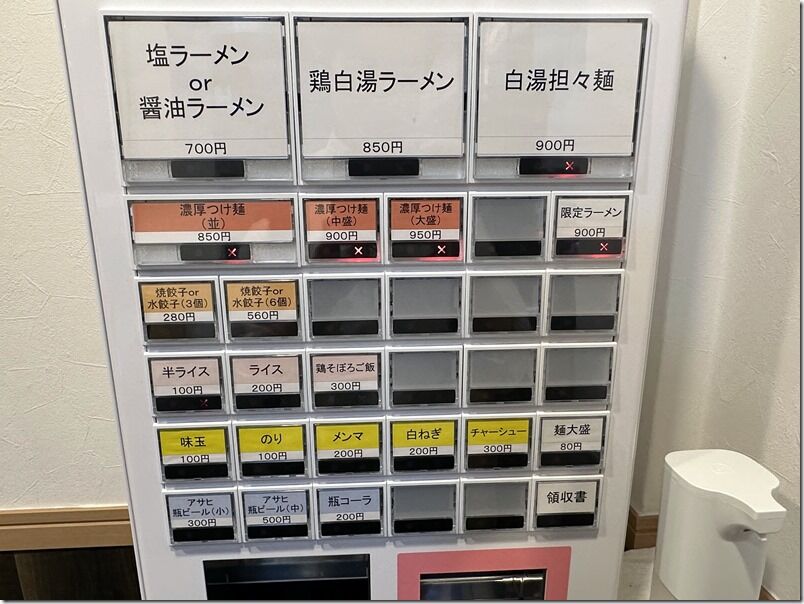 塩ラーメン
or
醤油ラーメン
700円
鶏白湯ラーメン
850円
白湯担々麺
900円
×
濃厚つけ麺
(並)
850円
×
濃厚つけ麺
(中盛)
900円
×
濃厚つけ麺
(大盛)
950円
×
限定ラーメン
900円
×
焼餃子or
水餃子(3個)
280円
焼餃子or
水餃子(6個)
560円
半ライス
100円
×
ライス
200円
鶏そぼろご飯
300円
味玉
100円
のり
100円
メンマ
200円
白ねぎ
200円
チャーシュー
300円
麺大盛
80円
アサヒ
瓶ビール(小)
300円
アサヒ
瓶ビール(中)
500円
瓶コーラ
200円
領収書